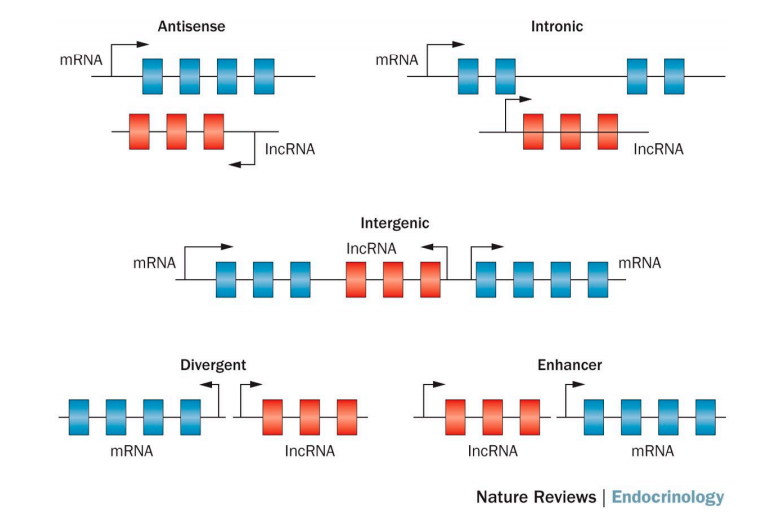 Antisense
Intronic
mRNA
mRNA
lncRNA
lncRNA
Intergenic
lncRNA
mRNA
mRNA
Divergent
Enhancer
mRNA
lncRNA
lncRNA
mRNA
Nature Reviews | Endocrinology